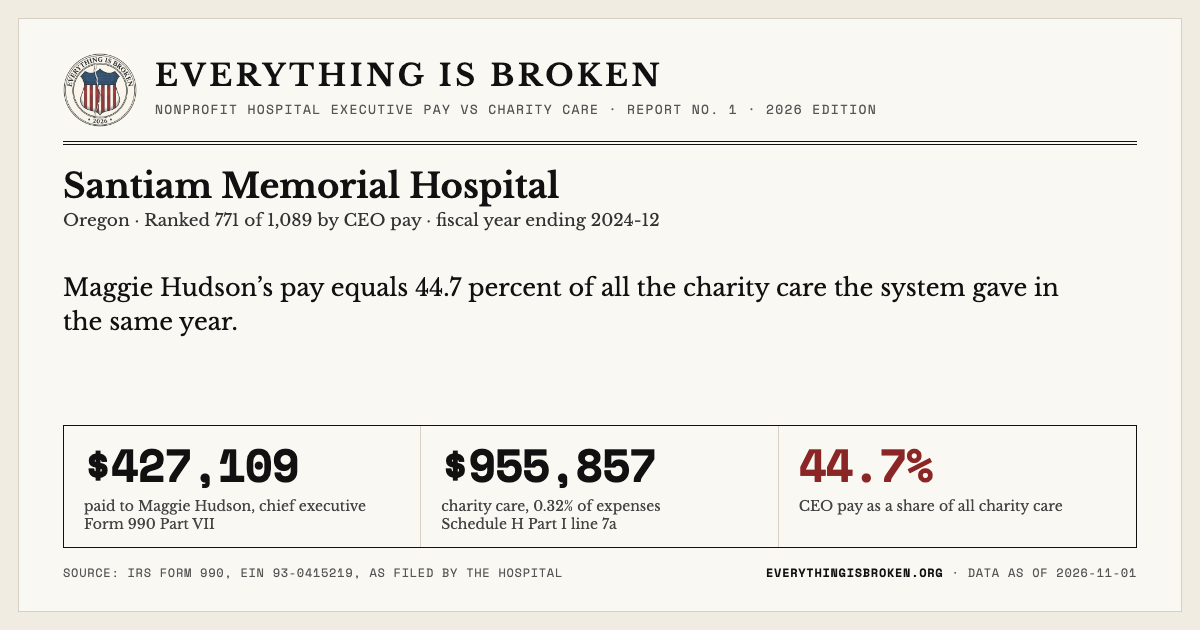 EVERYTHING IS BROKEN
2026
EVERYTHING IS BROKEN
NONPROFIT HOSPITAL EXECUTIVE PAY VS CHARITY CARE · REPORT NO. 1 · 2026 EDITION
Santiam Memorial Hospital
Oregon · Ranked 771 of 1,089 by CEO pay · fiscal year ending 2024-12
Maggie Hudson’s pay equals 44.7 percent of all the charity care the system gave in
the same year.
$427,109
paid to Maggie Hudson, chief executive
Form 990 Part VII
$955,857
charity care, 0.32% of expenses
Schedule H Part I line 7a
44.7%
CEO pay as a share of all charity care
SOURCE: IRS FORM 990, EIN 93-0415219, AS FILED BY THE HOSPITAL
EVERYTHINGISBROKEN.ORG · DATA AS OF 2026-11-01